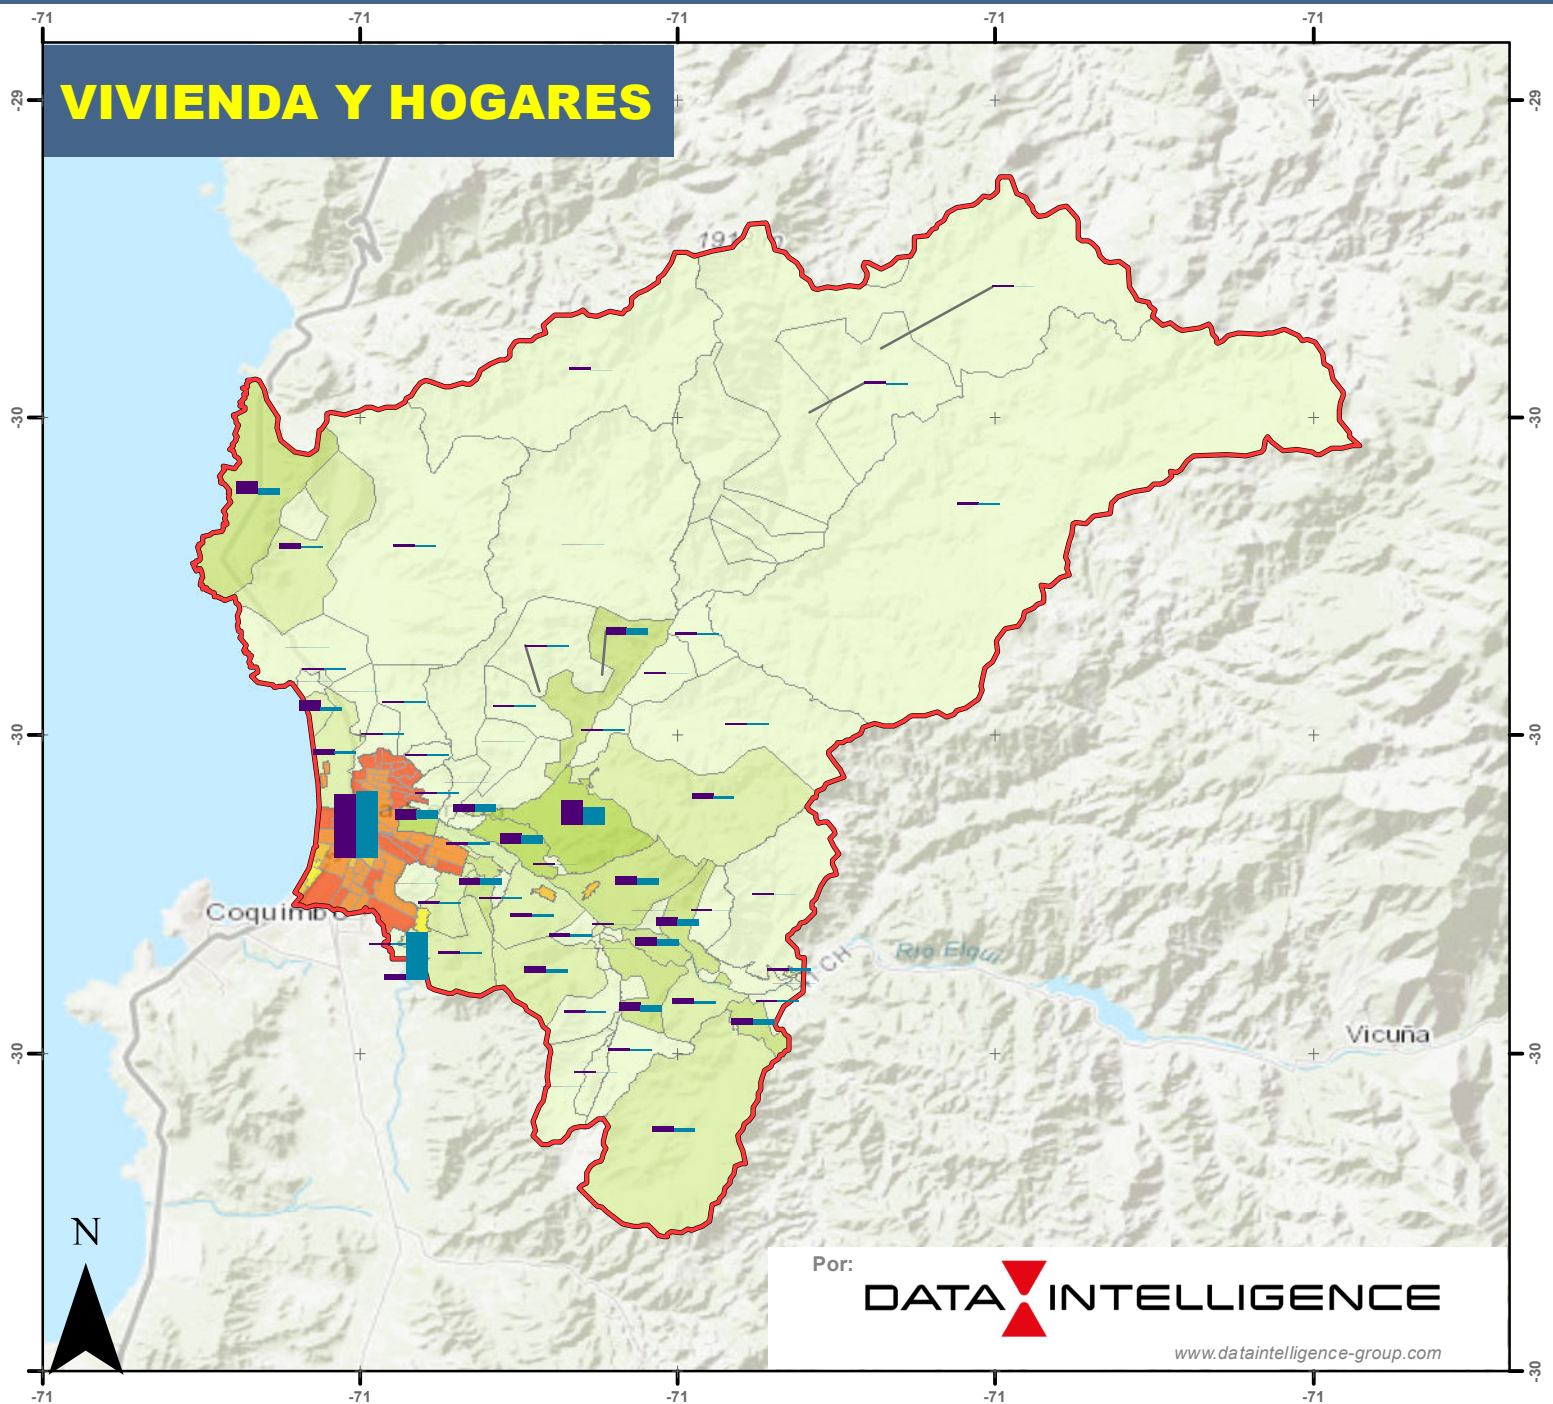 -71 -71 -71 -71 -71
VIVIENDA Y HOGARES
-29 -29
-30 -30
-30 -30
Coquimbo
Río Elqui
Vicuña
-30 -30
N
Por:
DATA INTELLIGENCE
www.dataintelligence-group.com
-30
-71 -71 -71 -71 -71